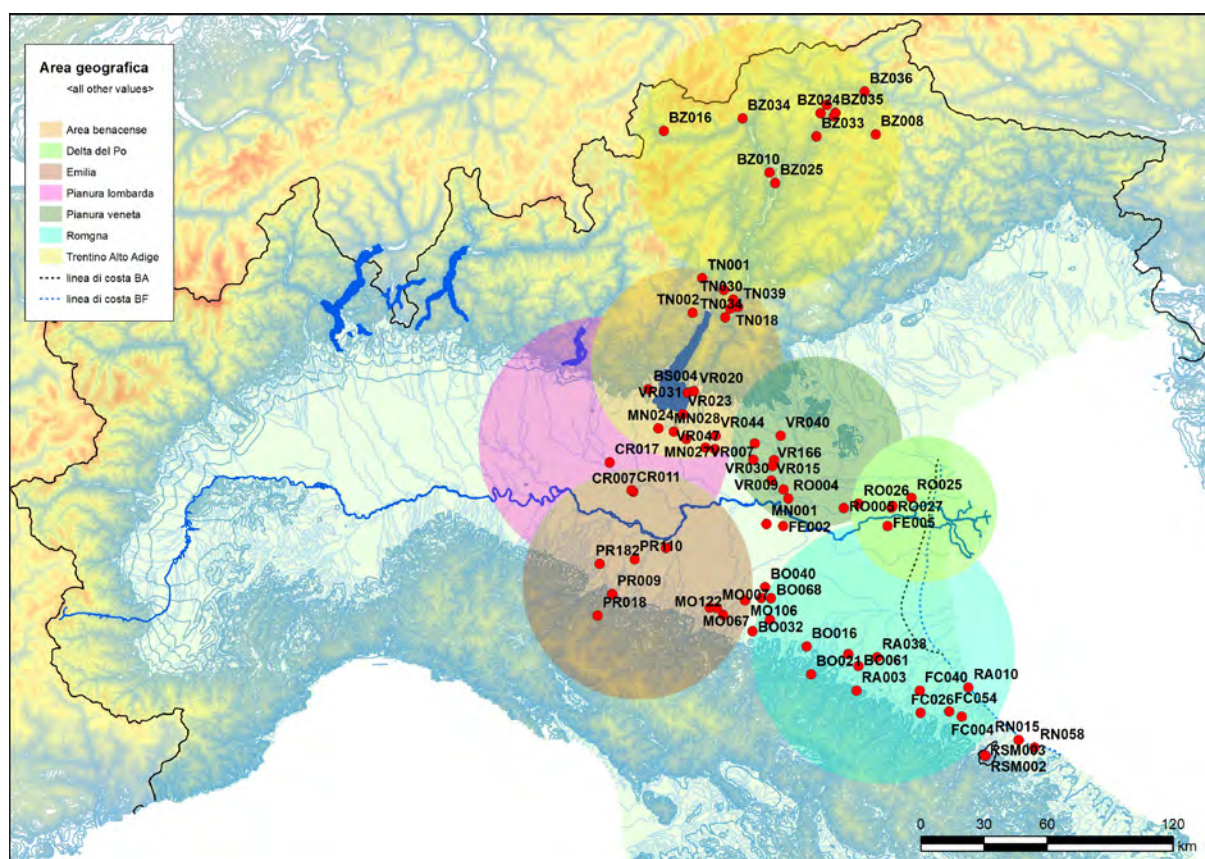 Area geografica
<all other values>
Area benacense
Delta del Po
Emilia
Pianura lombarda
Pianura veneta
Romgna
Trentino Alto Adige
linea di costa BA
linea di costa BF
BZ036
BZ034
BZ024
BZ035
BZ016
BZ033
BZ008
BZ010
BZ025
TN001
TN030
TN039
TN002
TN034
TN018
BS004
VR020
VR031
VR023
MN024
MN028
VR044
VR040
VR047
CR017
MN027
VR007
VR166
VR030
VR015
CR007
CR011
VR009
RO004
RO026
RO025
RO005
RO027
MN001
FE002
FE005
PR182
PR110
PR009
BO040
BO068
PR018
MO122
MO007
MO106
MO067
BO032
BO016
RA038
BO021
BO061
RA003
FC040
RA010
FC026
FC054
FC004
RN015
RN058
RSM003
RSM002
0 30 60 120
km